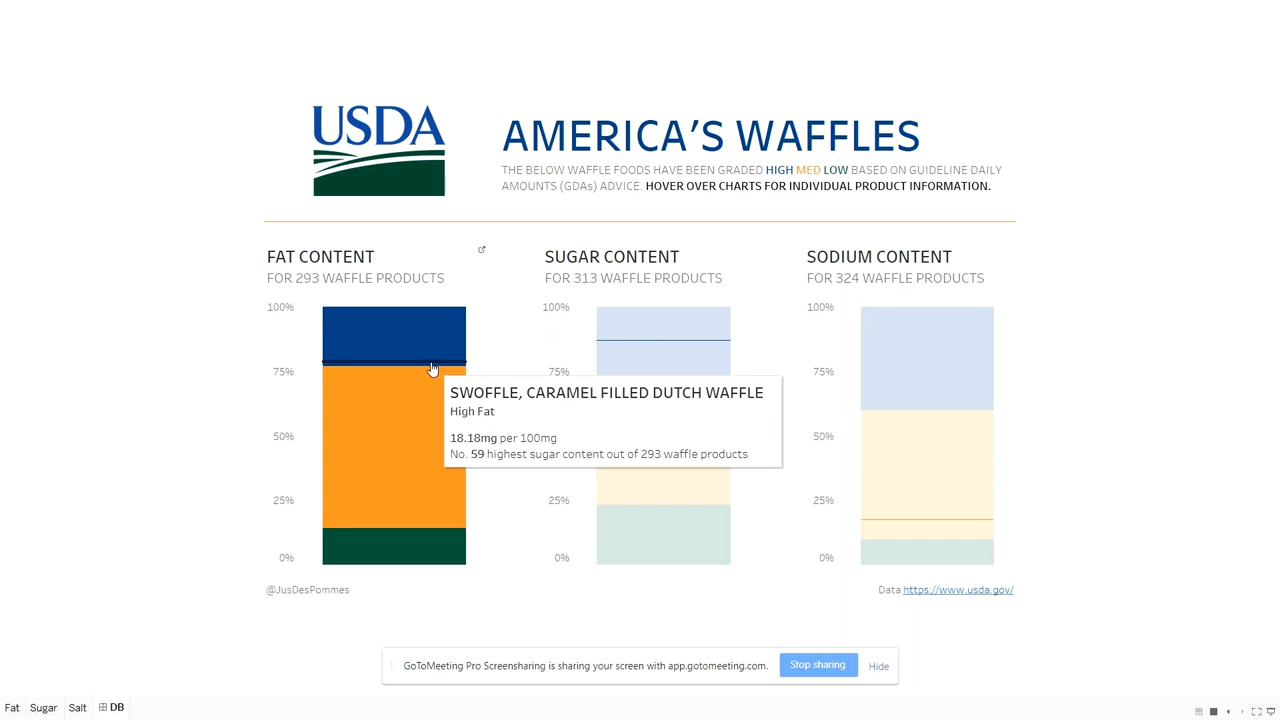 USDA
AMERICA'S WAFFLES
THE BELOW WAFFLE FOODS HAVE BEEN GRADED HIGH MED LOW BASED ON GUIDELINE DAILY
AMOUNTS (GDAs) ADVICE. HOVER OVER CHARTS FOR INDIVIDUAL PRODUCT INFORMATION.
FAT CONTENT
FOR 293 WAFFLE PRODUCTS
100%
75%
50%
25%
0%
SUGAR CONTENT
FOR 313 WAFFLE PRODUCTS
100%
75%
25%
0%
SODIUM CONTENT
FOR 324 WAFFLE PRODUCTS
100%
75%
50%
25%
0%
SWOFFLE, CARAMEL FILLED DUTCH WAFFLE
High Fat
18.18mg per 100mg
No. 59 highest sugar content out of 293 waffle products
@JusDesPommes
Data https://www.usda.gov/
GoToMeeting Pro Screensharing is sharing your screen with app.gotomeeting.com.
Stop sharing
Hide
Fat
Sugar
Salt
DB